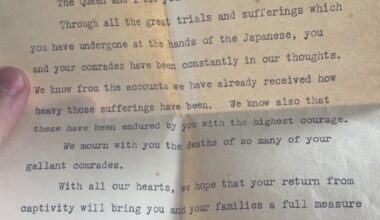 The Queen and I
Through all the great trials and sufferings which
you have undergone at the hands of the Japanese, you
and your comrades have been constantly in our thoughts.
We know from the accounts we have already received how
heavy those sufferings have been. We know also that
these have been endured by you with the highest courage.
We mourn with you the deaths of so many of your
gallant comrades.
With all our hearts, we hope that your return from
captivity will bring you and your families a full measure